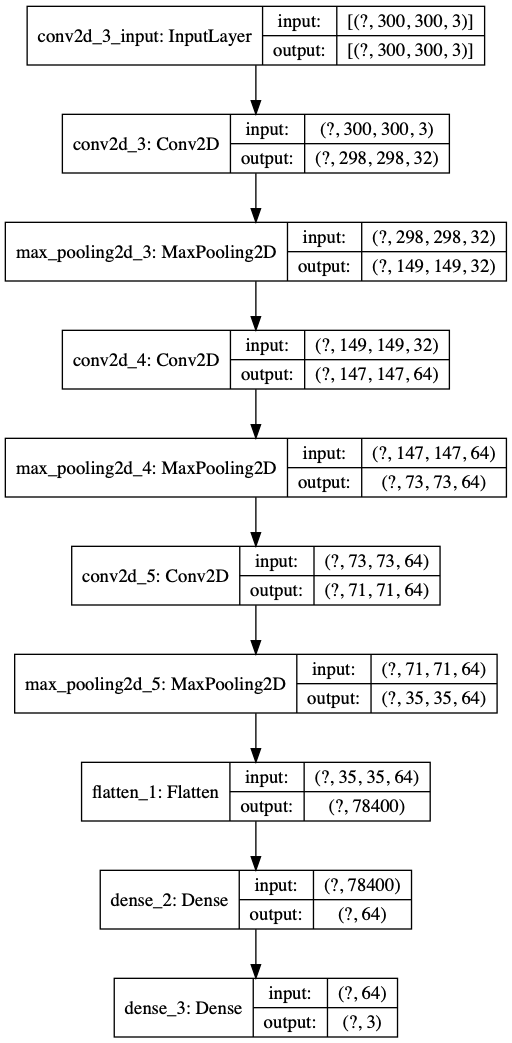 conv2d_3_input: InputLayer
input:
[(?, 300, 300, 3)]
output:
[(?, 300, 300, 3)]
conv2d_3: Conv2D
input:
(?, 300, 300, 3)
output:
(?, 298, 298, 32)
max_pooling2d_3: MaxPooling2D
input:
(?, 298, 298, 32)
output:
(?, 149, 149, 32)
conv2d_4: Conv2D
input:
(?, 149, 149, 32)
output:
(?, 147, 147, 64)
max_pooling2d_4: MaxPooling2D
input:
(?, 147, 147, 64)
output:
(?, 73, 73, 64)
conv2d_5: Conv2D
input:
(?, 73, 73, 64)
output:
(?, 71, 71, 64)
max_pooling2d_5: MaxPooling2D
input:
(?, 71, 71, 64)
output:
(?, 35, 35, 64)
flatten_1: Flatten
input:
(?, 35, 35, 64)
output:
(?, 78400)
dense_2: Dense
input:
(?, 78400)
output:
(?, 64)
dense_3: Dense
input:
(?, 64)
output:
(?, 3)